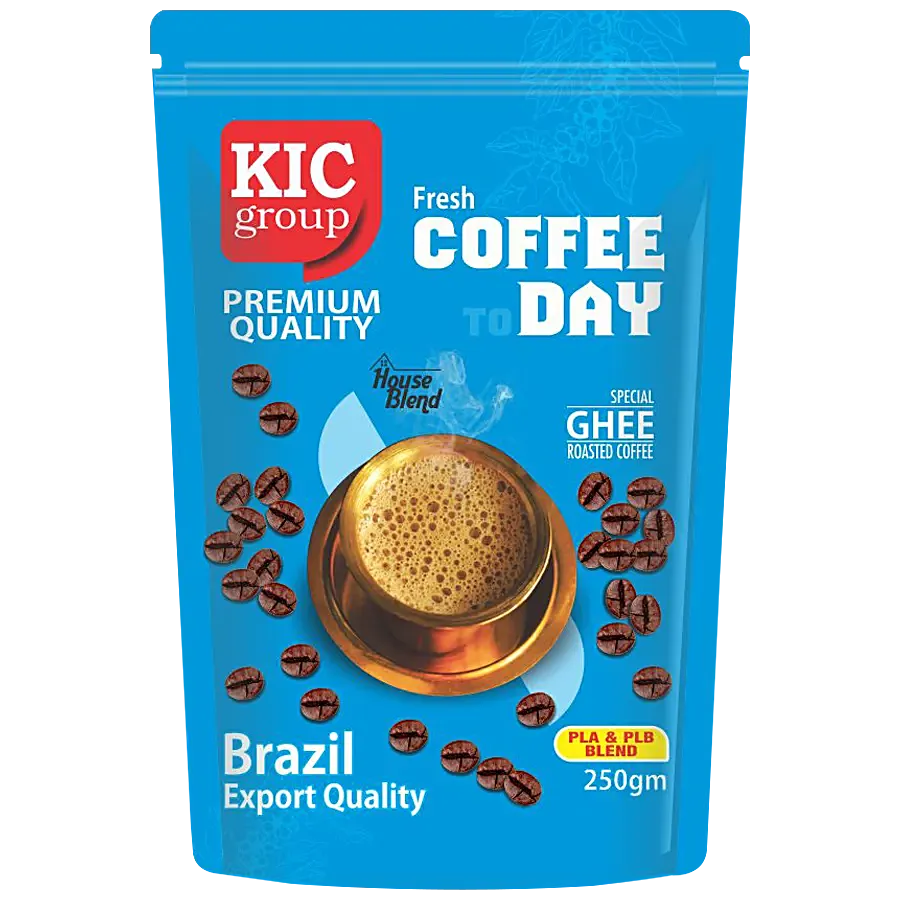 KIC
group
PREMIUM
QUALITY
Fresh
COFFEE
TO DAY
House
Blend
SPECIAL
GHEE
ROASTED COFFEE
Brazil
Export Quality
PLA & PLB
BLEND
250gm